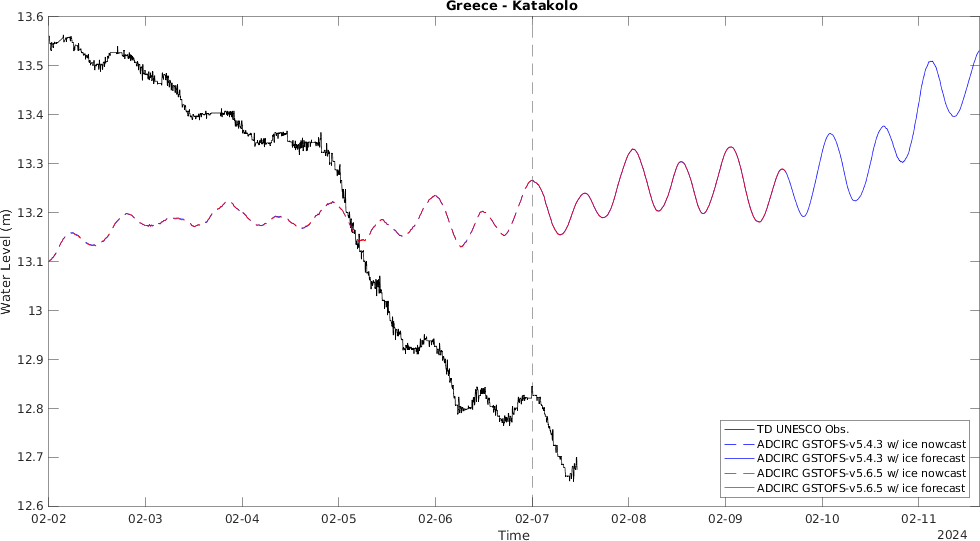 Greece - Katakolo
13.6
13.5
13.4
13.3
13.2
13.1
13
12.9
12.8
12.7
12.6
Water Level (m)
02-02 02-03 02-04 02-05 02-06 02-07 02-08 02-09 02-10 02-11
Time
2024
TD UNESCO Obs.
ADCIRC GSTOFS-v5.4.3 w/ ice nowcast
ADCIRC GSTOFS-v5.4.3 w/ ice forecast
ADCIRC GSTOFS-v5.6.5 w/ ice nowcast
ADCIRC GSTOFS-v5.6.5 w/ ice forecast